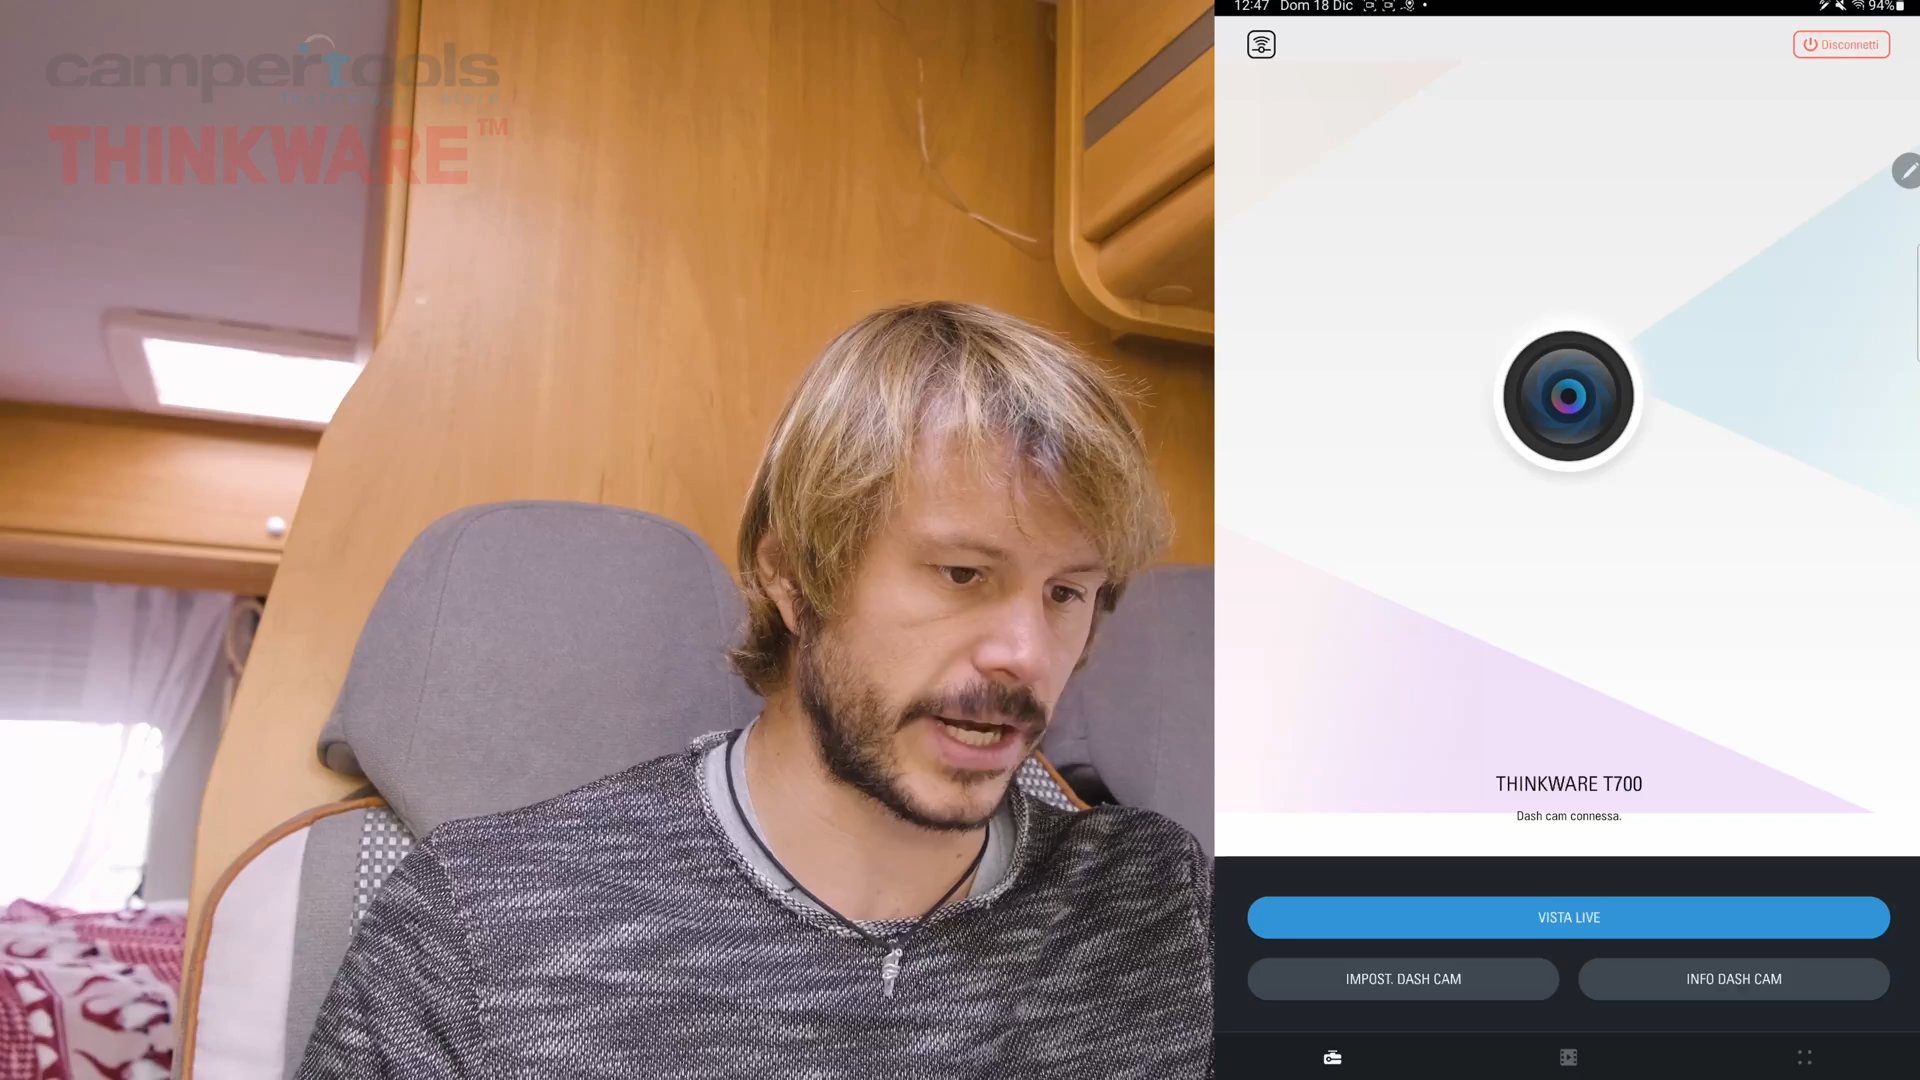 campertools
THINKWARE™
12:47 Dom 18 Dic
94%
Disconnetti
THINKWARE T700
Dash cam connessa.
VISTA LIVE
IMPOST. DASH CAM
INFO DASH CAM